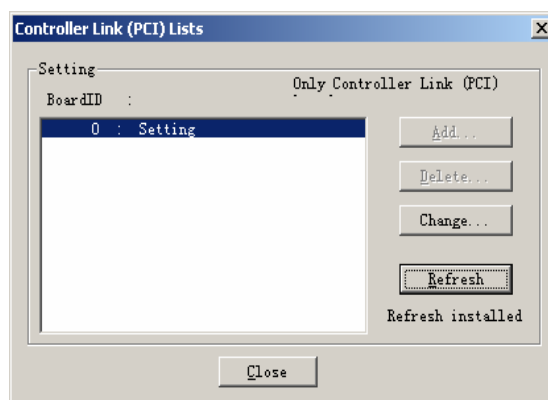 Controller Link (PCI) Lists
Setting
Only Controller Link (PCI)
BoardID :
0 : Setting
Add...
Delete...
Change...
Refresh
Refresh installed
Close